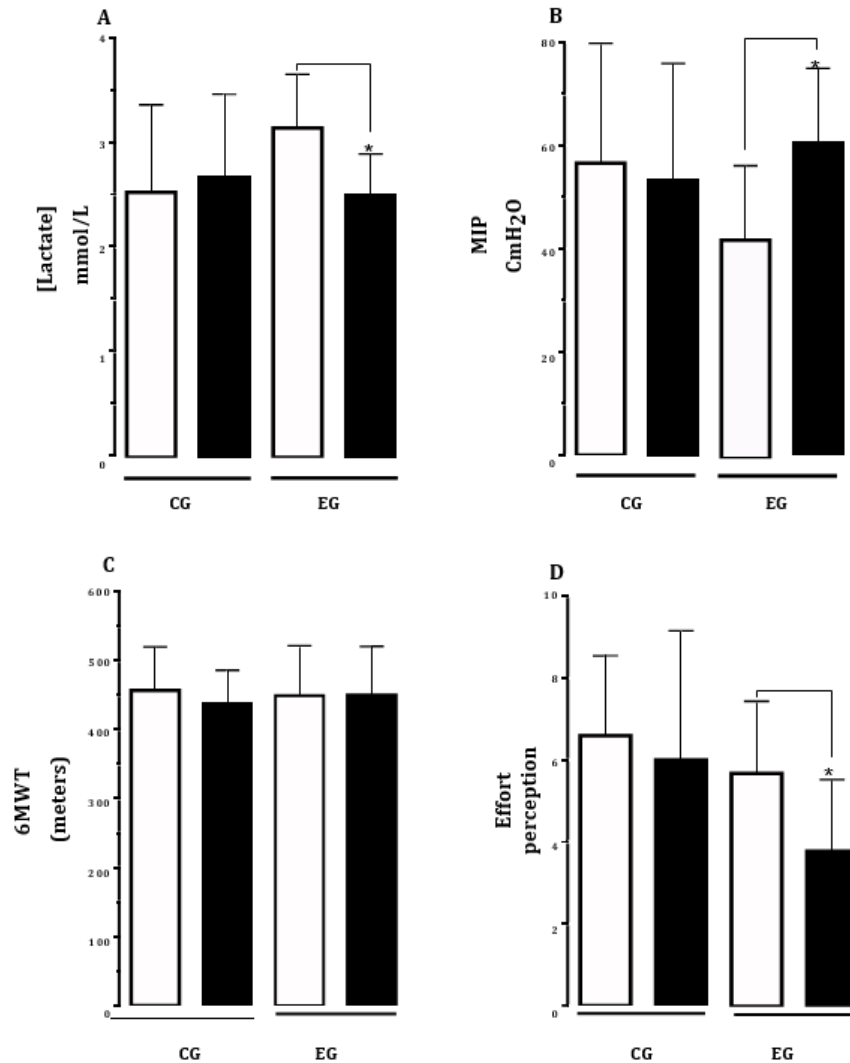 A
4
3
2
1
0
[Lactate]
mmol/L
*
CG
EG
B
80
60
40
20
0
MIP
CmH2O
*
CG
EG
C
600
500
400
300
200
100
0
6MWT
(meters)
CG
EG
D
10
8
6
4
2
0
Effort
perception
*
CG
EG